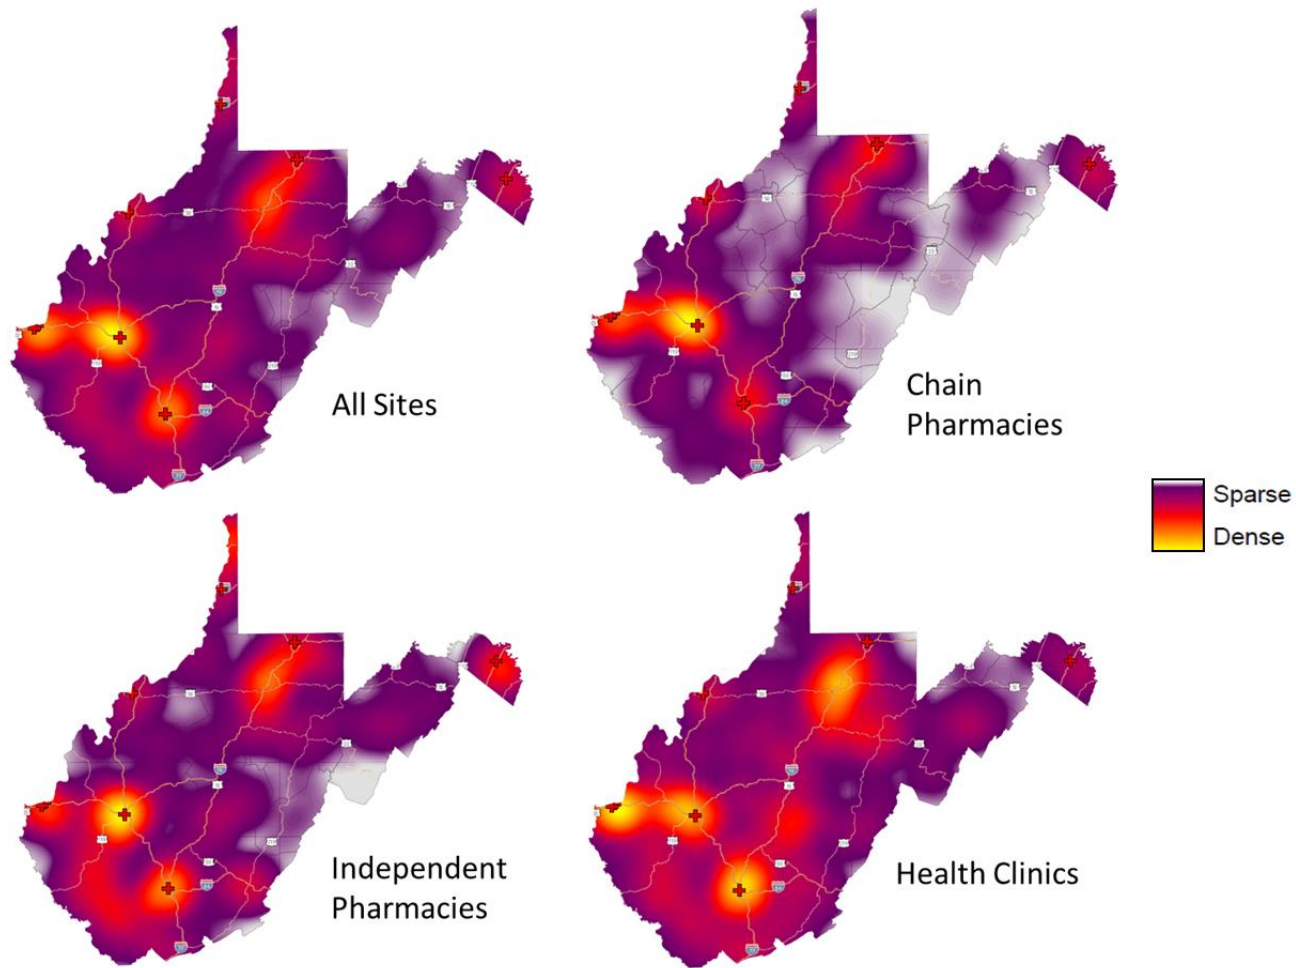 All Sites
Chain
Pharmacies
Sparse
Dense
Independent
Pharmacies
Health Clinics